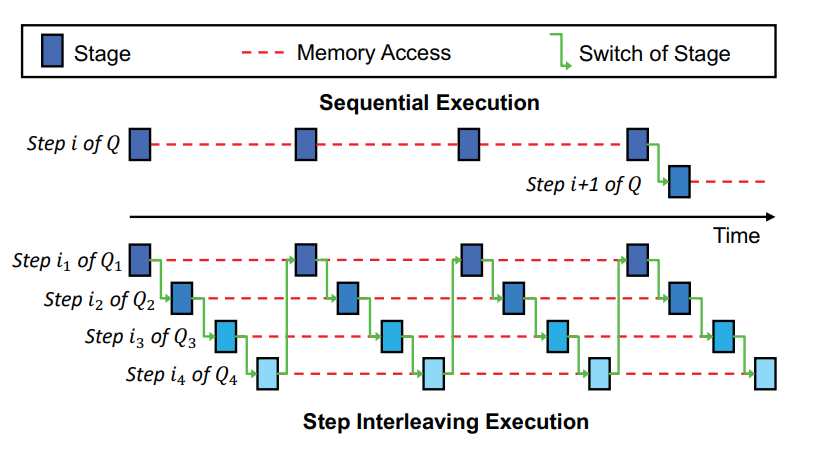 Stage
Memory Access
Switch of Stage
Sequential Execution
Step i of Q
Step i+1 of Q
Time
Step i₁ of Q₁
Step i₂ of Q₂
Step i₃ of Q₃
Step i₄ of Q₄
Step Interleaving Execution